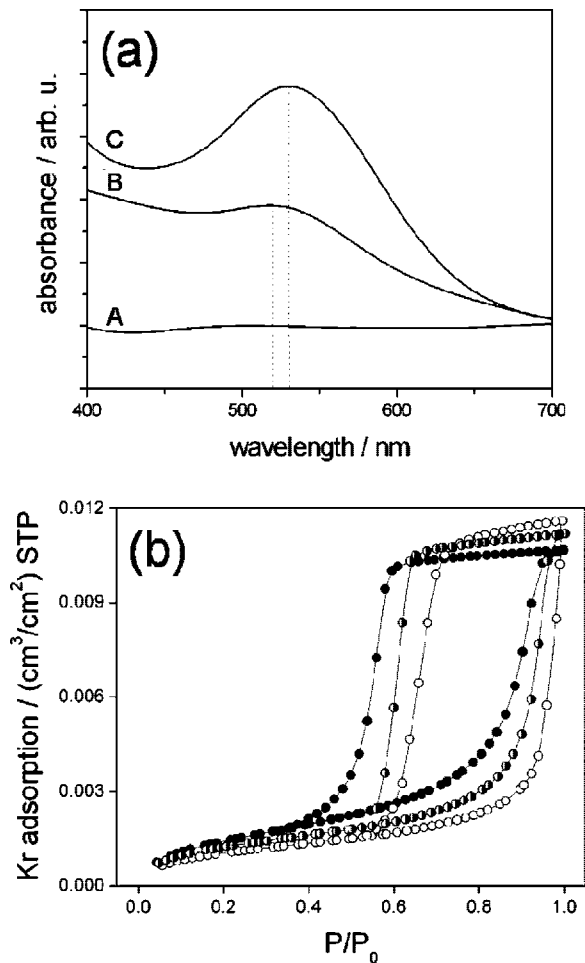 (a)
absorbance / arb. u.
C
B
A
400 500 600 700
wavelength / nm
(b)
Kr adsorption / (cm³/cm²) STP
0.012
0.009
0.006
0.003
0.000
0.0 0.2 0.4 0.6 0.8 1.0
P/P₀